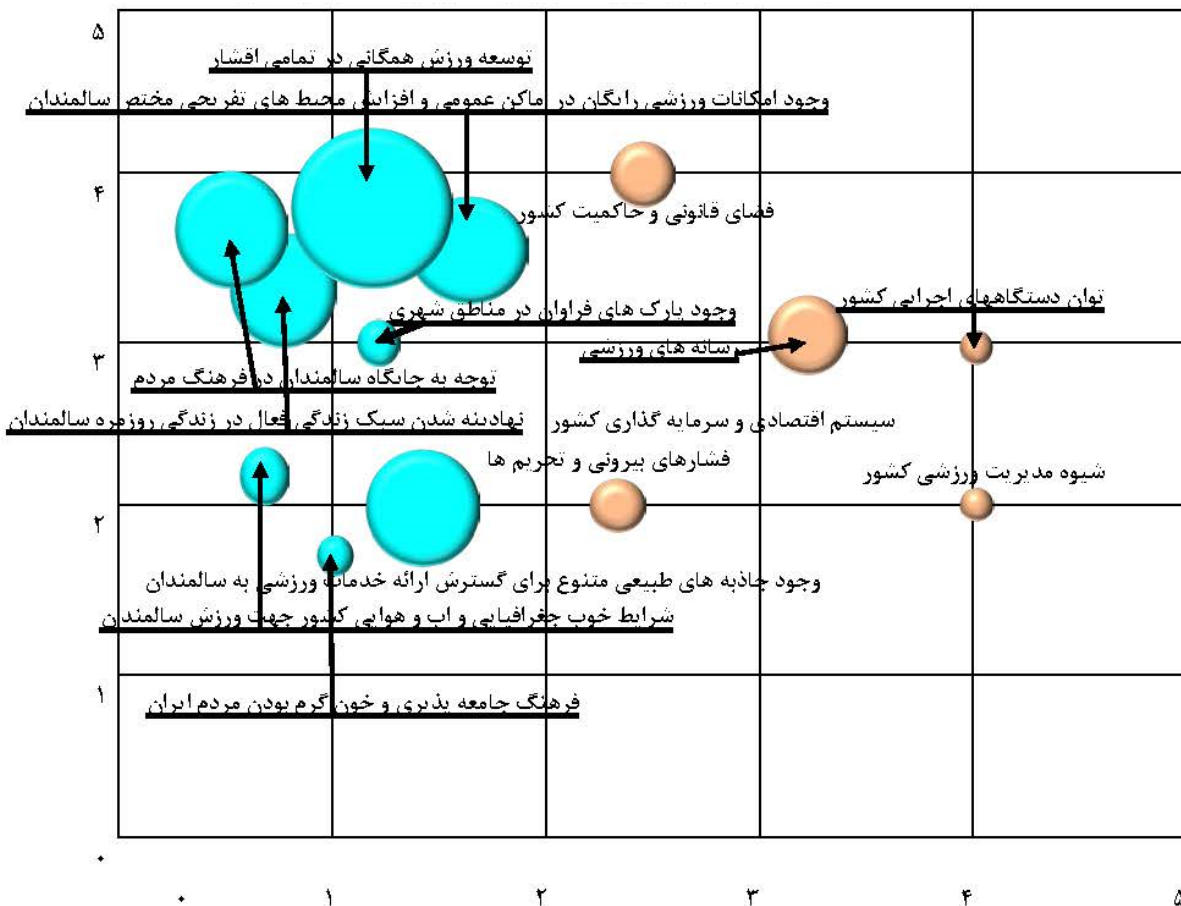 ۵
توسعه ورزش همگانی در تمامی اقشار
وجود امکانات ورزشی رایگان در اماکن عمومی و افزایش محیط های تفریحی مختص سالمندان
۴
فضای قانونی و حاکمیت کشور
توان دستگاههای اجرایی کشور
وجود پارک های فراوان در مناطق شهری
رسانه های ورزشی
۳
توجه به جایگاه سالمندان در فرهنگ مردم
سیستم اقتصادی و سرمایه گذاری کشور
نهادینه شدن سبک زندگی فعال در زندگی روزمره سالمندان
فشارهای بیرونی و تحریم ها
شیوه مدیریت ورزشی کشور
۲
وجود جاذبه های طبیعی متنوع برای گسترش ارائه خدمات ورزشی به سالمندان
شرایط خوب جغرافیایی و اب و هوایی کشور جهت ورزش سالمندان
۱
فرهنگ جامعه پذیری و خون گرم بودن مردم ایران
۰
۰ ۱ ۲ ۳ ۴ ۵